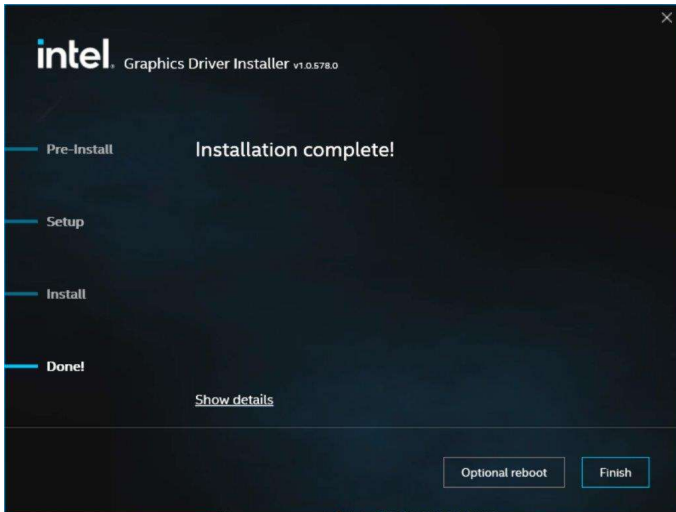 intel. Graphics Driver Installer v1.0.578.0
Pre-Install
Installation complete!
Setup
Install
Done!
Show details
Optional reboot
Finish